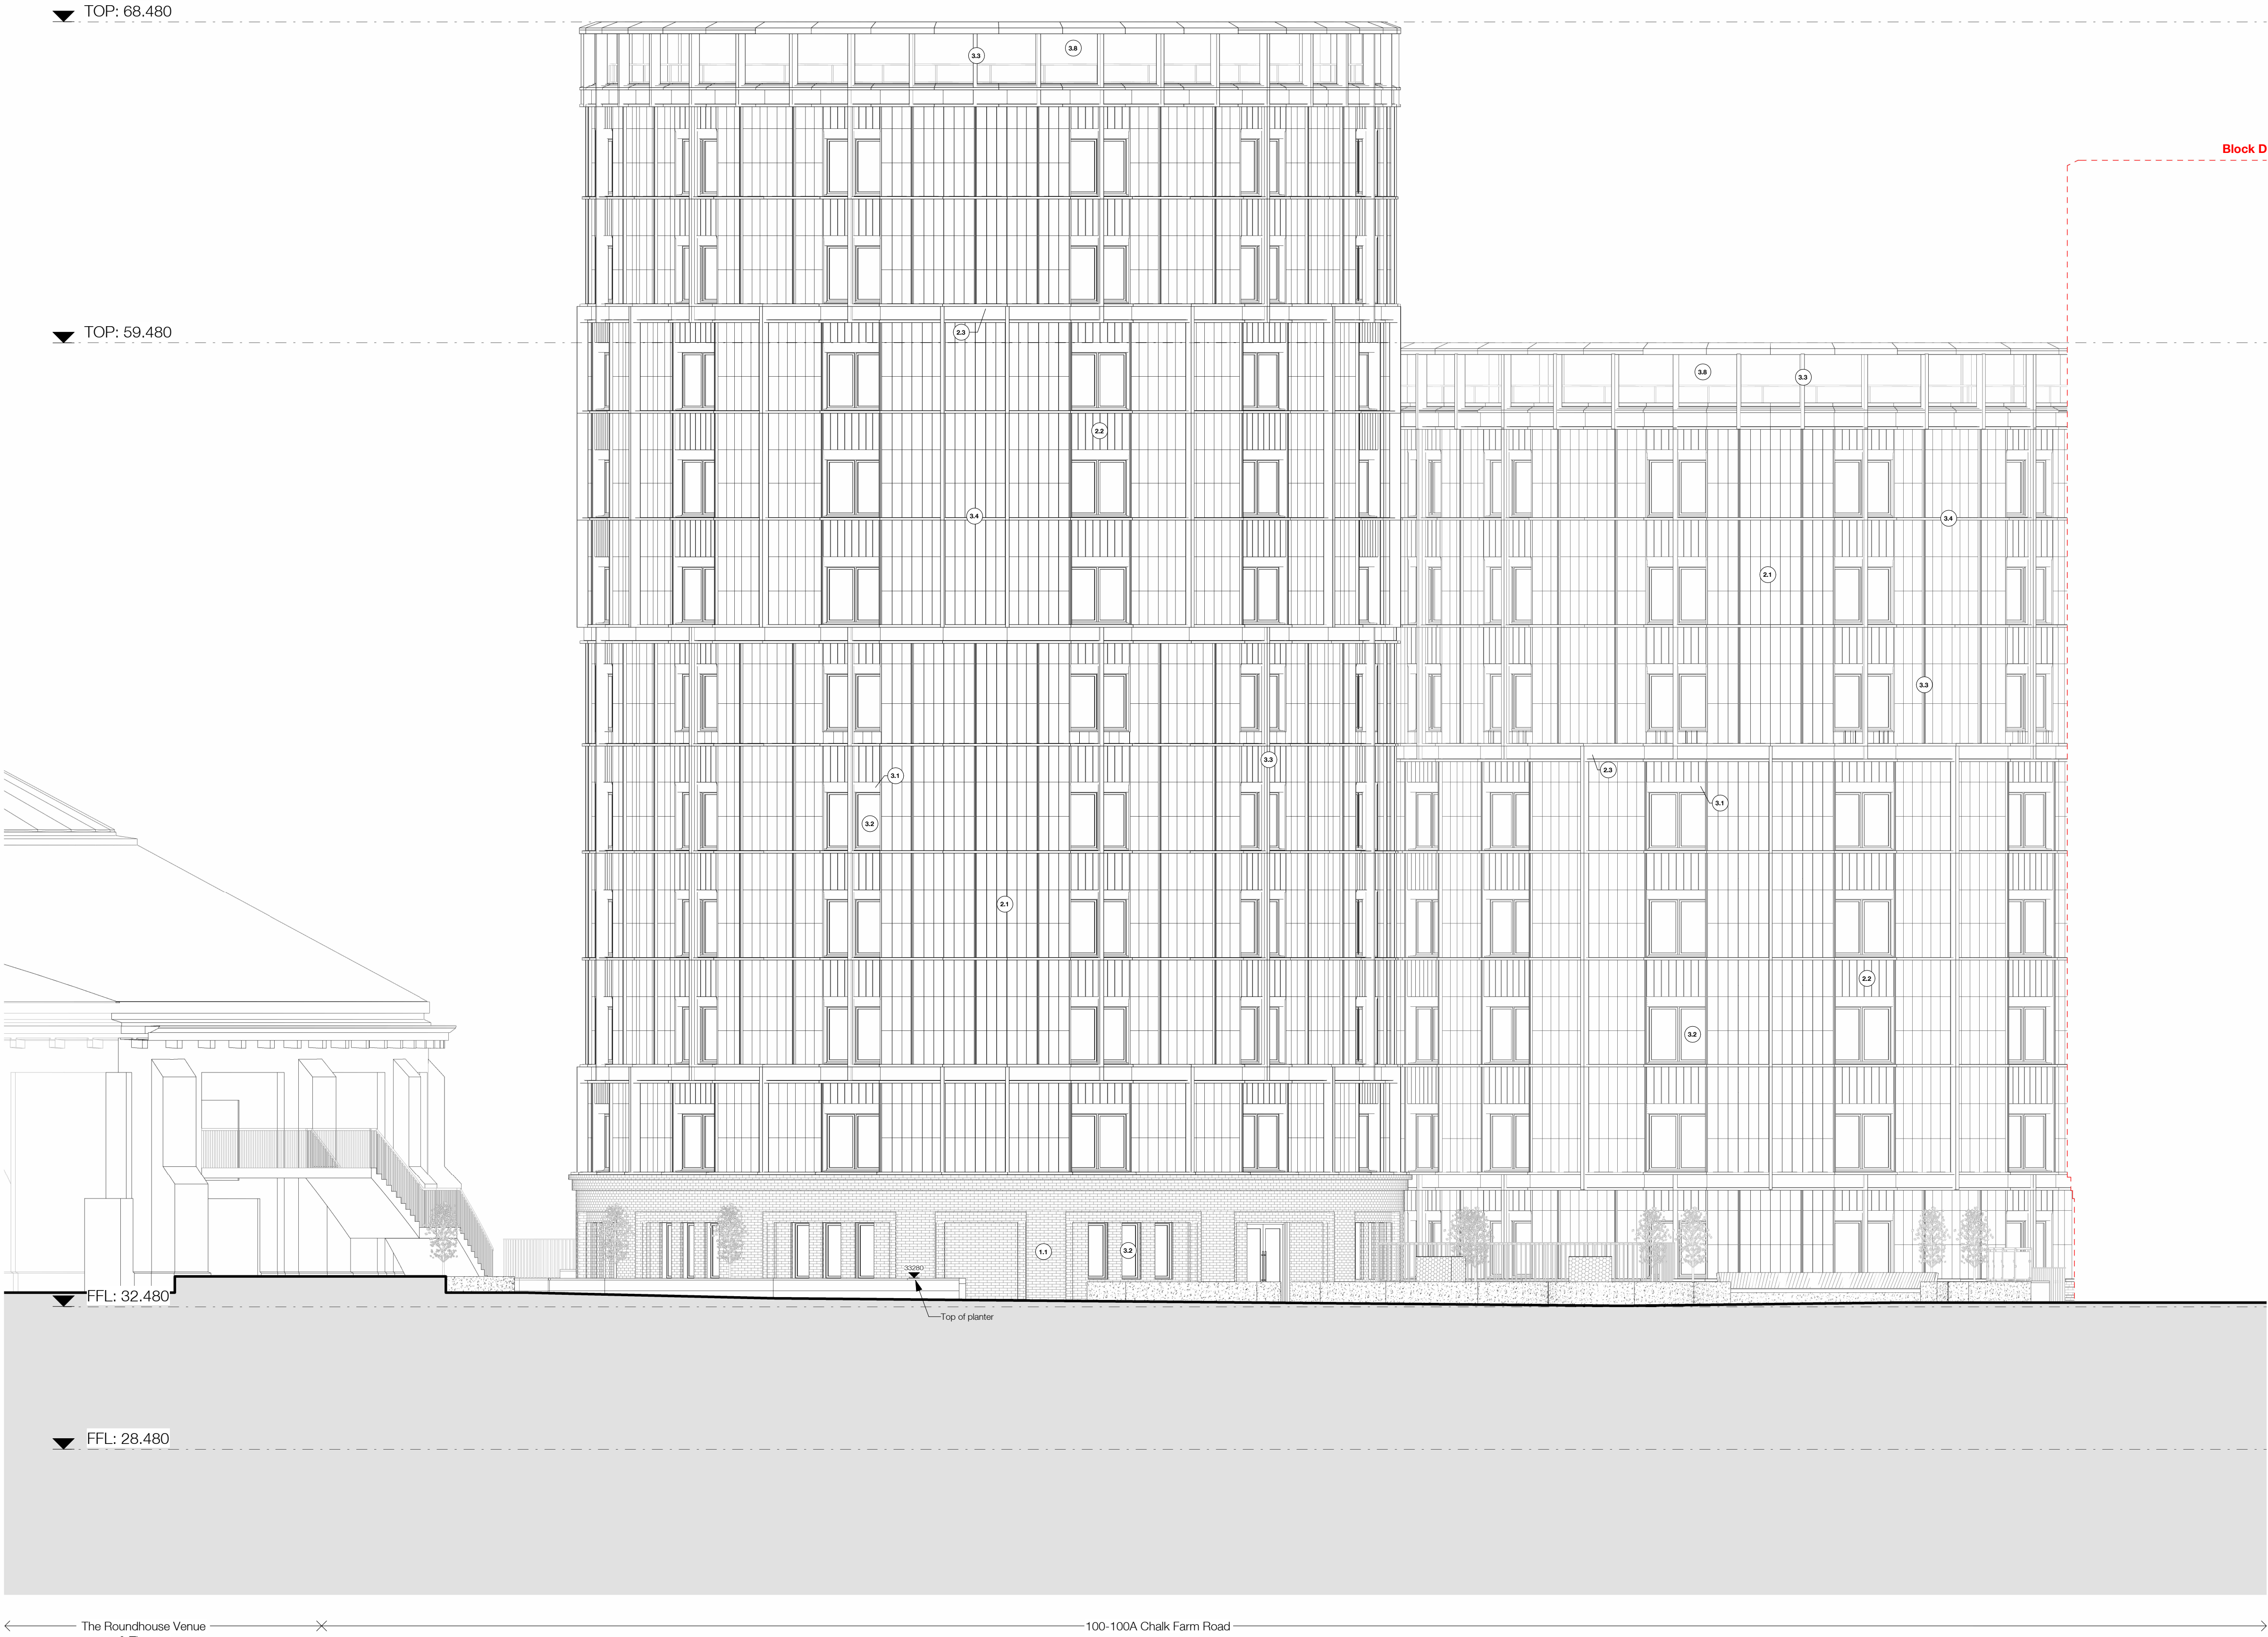 TOP: 68.480
3.3
3.8
Block D
TOP: 59.480
2.3
3.8
3.3
2.2
3.4
3.4
2.1
3.3
3.3
2.3
3.1
3.1
3.2
2.1
2.2
3.2
1.1
3.2
33280
FFL: 32.480
Top of planter
FFL: 28.480
The Roundhouse Venue
100-100A Chalk Farm Road